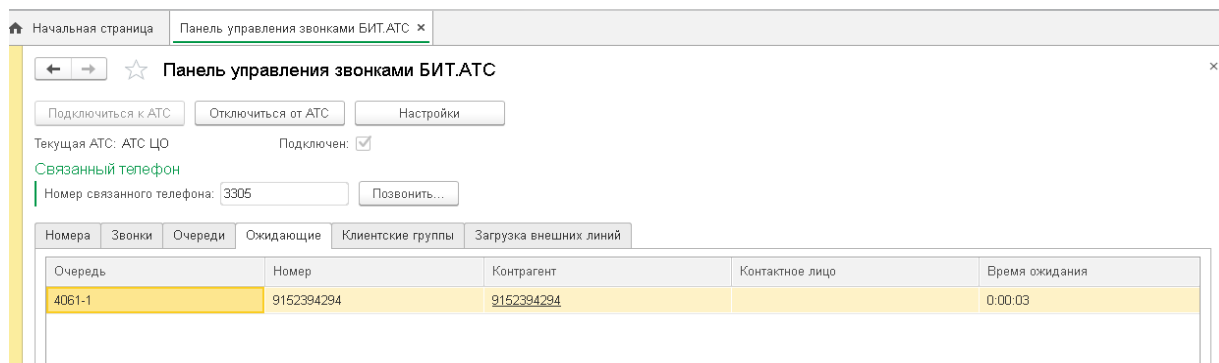 Начальная страница Панель управления звонками БИТ.АТС ×
Панель управления звонками БИТ.АТС ×
Подключиться к АТС Отключиться от АТС Настройки
Текущая АТС: АТС ЦО Подключен:
Связанный телефон
Номер связанного телефона: 3305 Позвонить...
Номера Звонки Очереди Ожидающие Клиентские группы Загрузка внешних линий
Очередь Номер Контрагент Контактное лицо Время ожидания
4061-1 9152394294 9152394294 0:00:03